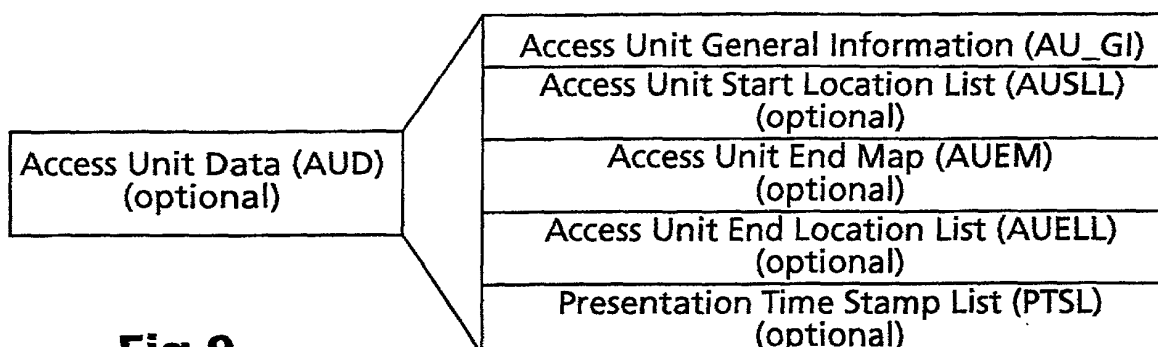 Access Unit General Information (AU_GI)
Access Unit Start Location List (AUSLL)
(optional)
Access Unit Data (AUD)
(optional)
Access Unit End Map (AUEM)
(optional)
Access Unit End Location List (AUELL)
(optional)
Presentation Time Stamp List (PTSL)
(optional)